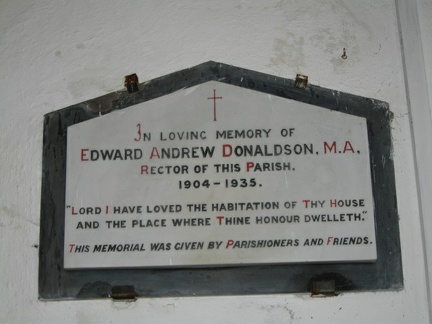 In loving memory of
Edward Andrew Donaldson, M.A.
Rector of this Parish.
1904-1935.
"Lord I have loved the habitation of Thy House
and the place where Thine honour dwelleth."
This memorial was given by Parishioners and Friends.